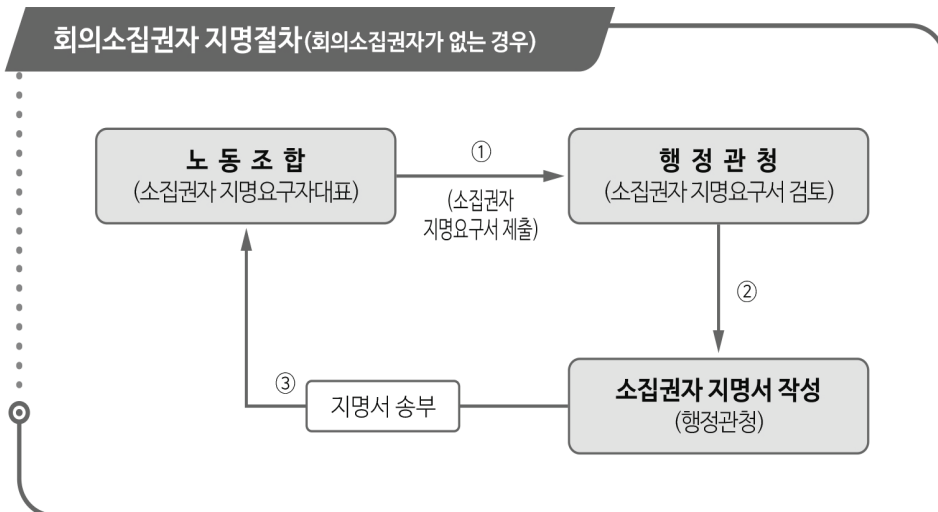 회의소집권자 지명절차(회의소집권자가 없는 경우)
노 동 조 합
(소집권자 지명요구자대표)
①
(소집권자
지명요구서 제출)
행 정 관 청
(소집권자 지명요구서 검토)
②
소집권자 지명서 작성
(행정관청)
③
지명서 송부